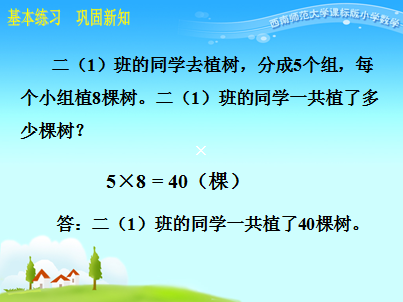 基本练习 巩固新知
西南师范大学课标版小学数学
二（1）班的同学去植树，分成5个组，每
个小组植8棵树。二（1）班的同学一共植了多
少棵树？
×
5×8 = 40（棵）
答：二（1）班的同学一共植了40棵树。